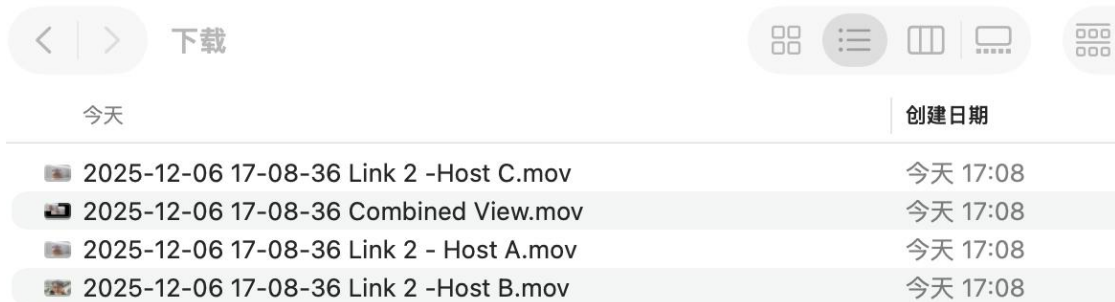 下载
今天 创建日期
2025-12-06 17-08-36 Link 2 -Host C.mov 今天 17:08
2025-12-06 17-08-36 Combined View.mov 今天 17:08
2025-12-06 17-08-36 Link 2 - Host A.mov 今天 17:08
2025-12-06 17-08-36 Link 2 -Host B.mov 今天 17:08